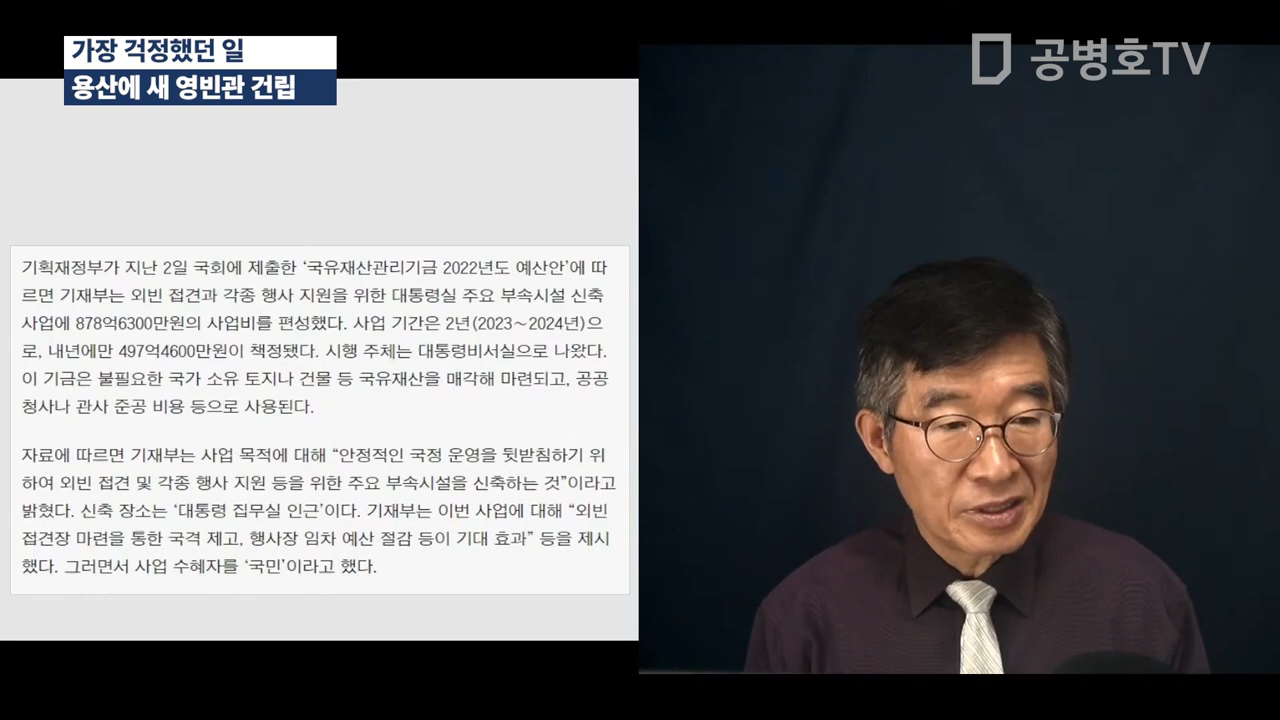 가장 걱정했던 일
용산에 새 영빈관 건립
공병호TV
기획재정부가 지난 2일 국회에 제출한 ‘국유재산관리기금 2022년도 예산안’에 따
르면 기재부는 외빈 접견과 각종 행사 지원을 위한 대통령실 주요 부속시설 신축
사업에 878억6300만원의 사업비를 편성했다. 사업 기간은 2년(2023～2024년)으
로, 내년에만 497억4600만원이 책정됐다. 시행 주체는 대통령비서실으로 나왔다.
이 기금은 불필요한 국가 소유 토지나 건물 등 국유재산을 매각해 마련되고, 공공
청사나 관사 준공 비용 등으로 사용된다.
자료에 따르면 기재부는 사업 목적에 대해 “안정적인 국정 운영을 뒷받침하기 위
하여 외빈 접견 및 각종 행사 지원 등을 위한 주요 부속시설을 신축하는 것”이라고
밝혔다. 신축 장소는 ‘대통령 집무실 인근’이다. 기재부는 이번 사업에 대해 “외빈
접견장 마련을 통한 국격 제고, 행사장 임차 예산 절감 등이 기대 효과” 등을 제시
했다. 그러면서 사업 수혜자를 ‘국민’이라고 했다.